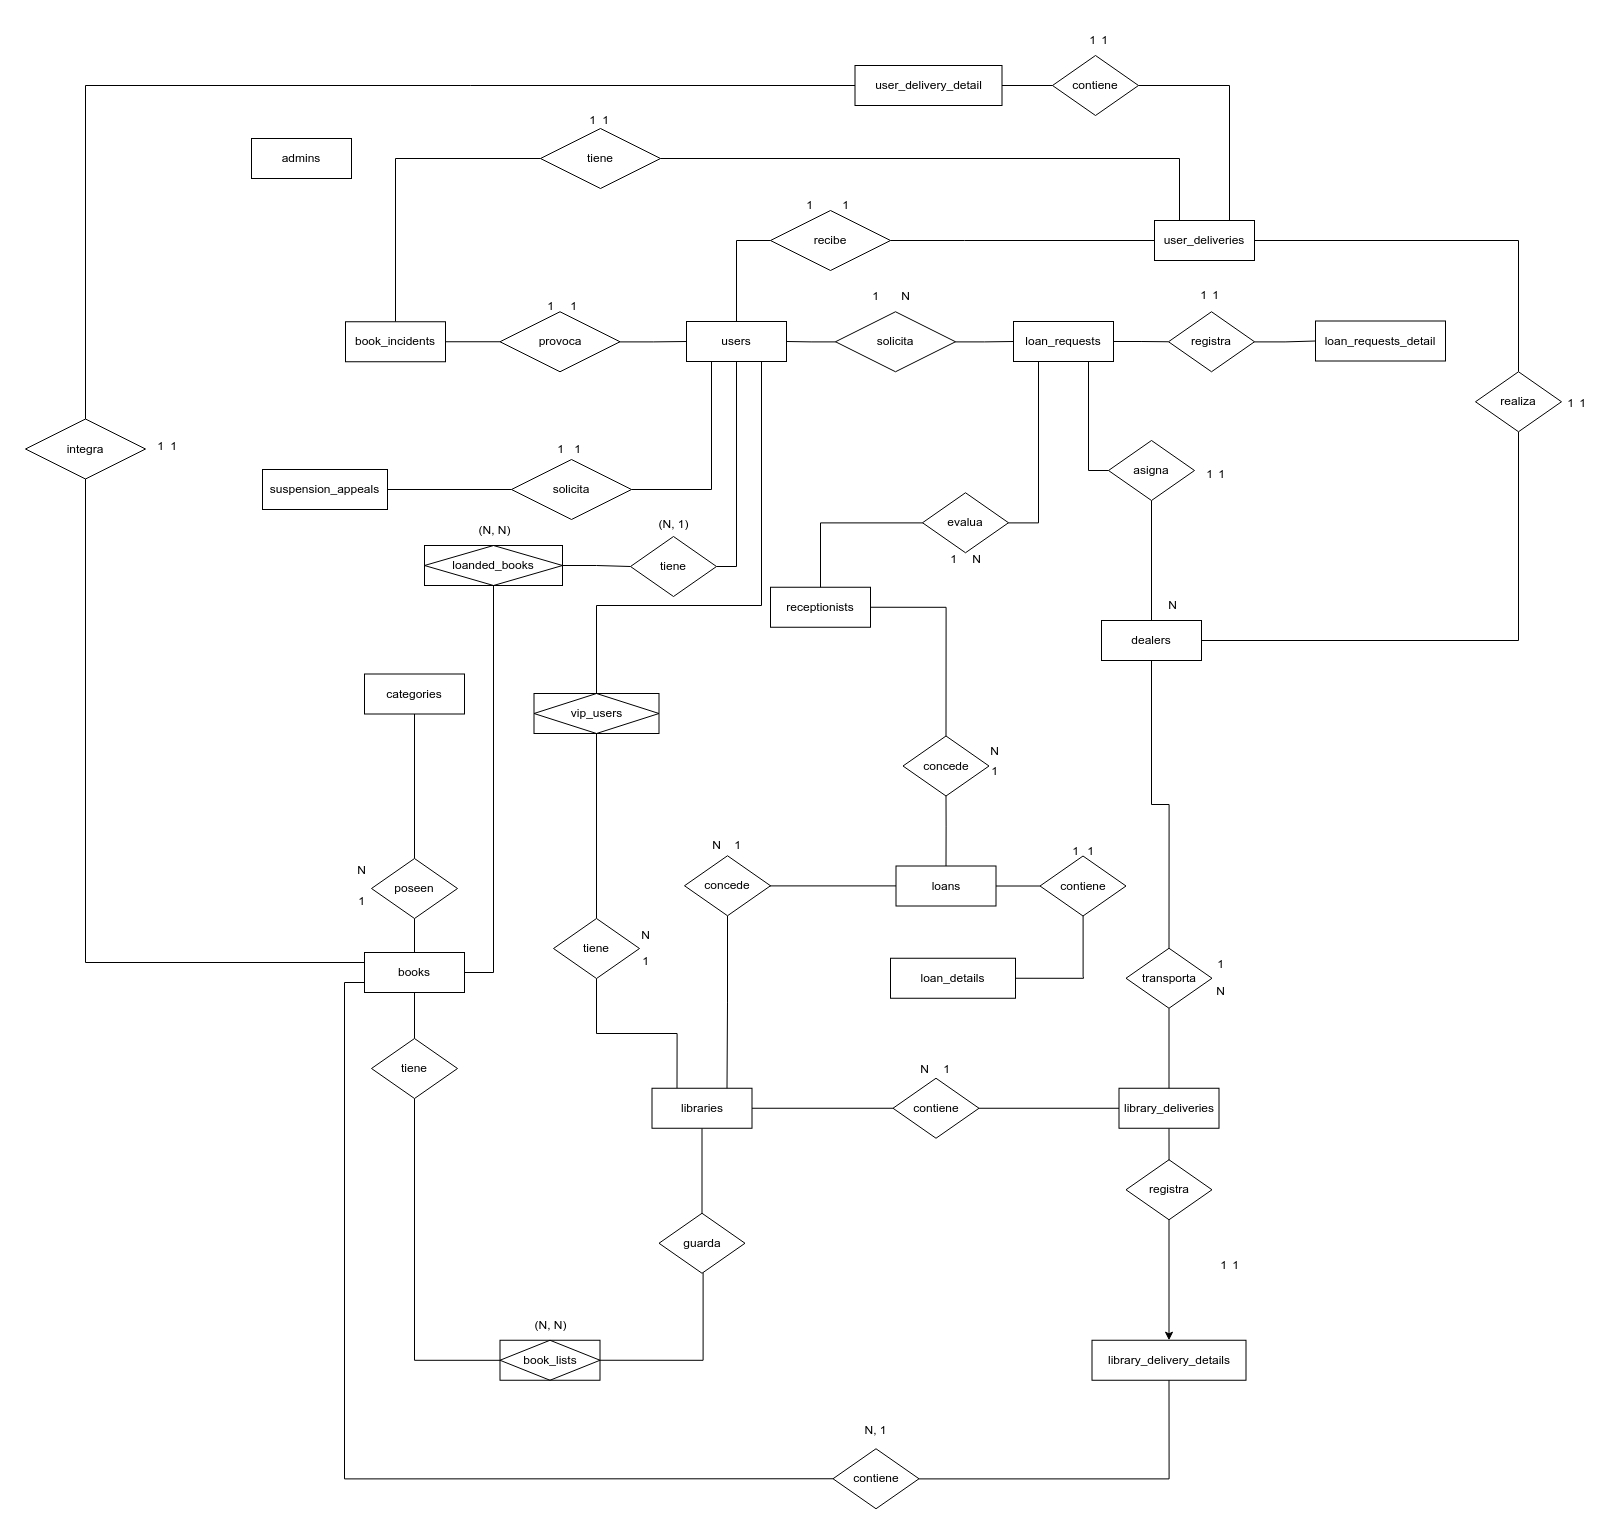 1 1
user_delivery_detail
contiene
1 1
admins
tiene
1 1
recibe
user_deliveries
1 1
provoca
book_incidents
users
1 N
solicita
loan_requests
1 1
registra
loan_requests_detail
realiza
1 1
integra
1 1
1 1
suspension_appeals
solicita
asigna
1 1
(N, N)
loanded_books
(N, 1)
tiene
evalua
1 N
receptionists
N
dealers
categories
vip_users
concede
N
1
N 1
concede
loans
1 1
contiene
N
1
poseen
tiene
N
1
books
loan_details
transporta
1
N
tiene
libraries
N 1
contiene
library_deliveries
registra
guarda
1 1
(N, N)
book_lists
library_delivery_details
N, 1
contiene